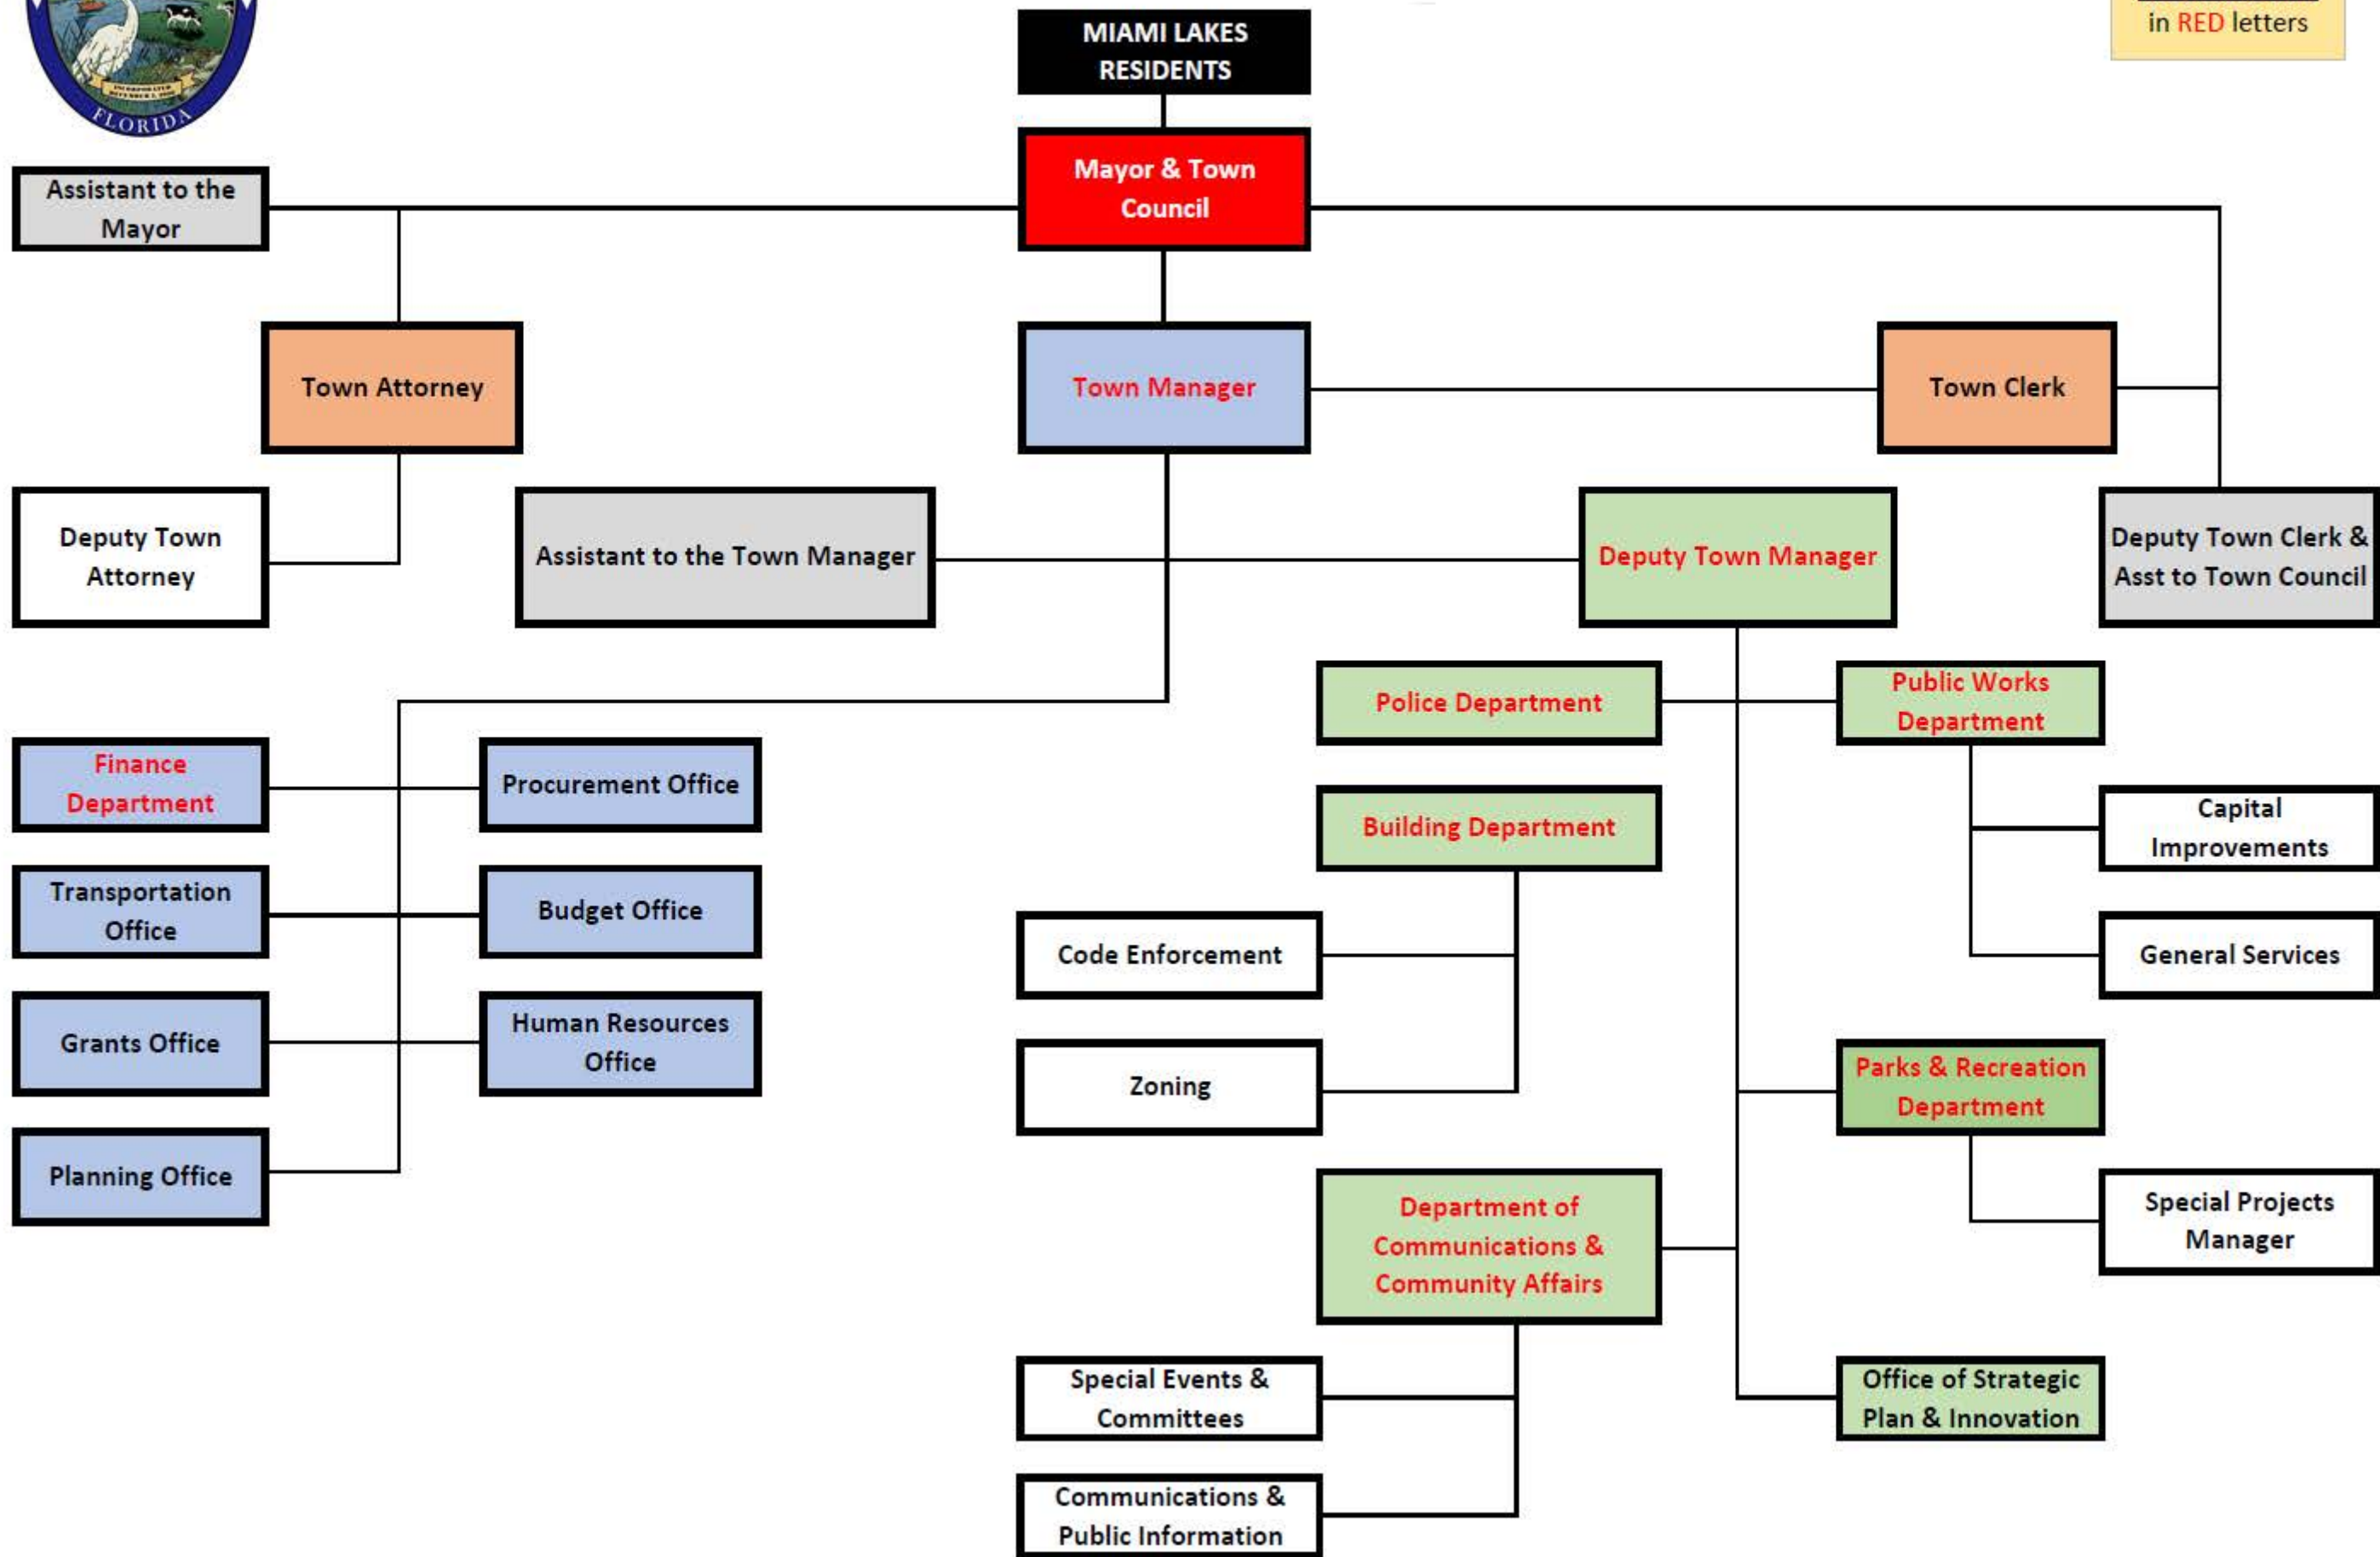 INCORPORATED
FLORIDA
in RED letters
MIAMI LAKES
RESIDENTS
Mayor & Town
Council
Assistant to the
Mayor
Town Attorney
Town Manager
Town Clerk
Deputy Town
Attorney
Assistant to the Town Manager
Deputy Town Manager
Deputy Town Clerk &
Asst to Town Council
Police Department
Public Works
Department
Finance
Department
Procurement Office
Building Department
Capital
Improvements
Transportation
Office
Budget Office
Code Enforcement
General Services
Grants Office
Human Resources
Office
Zoning
Parks & Recreation
Department
Planning Office
Department of
Communications &
Community Affairs
Special Projects
Manager
Special Events &
Committees
Office of Strategic
Plan & Innovation
Communications &
Public Information